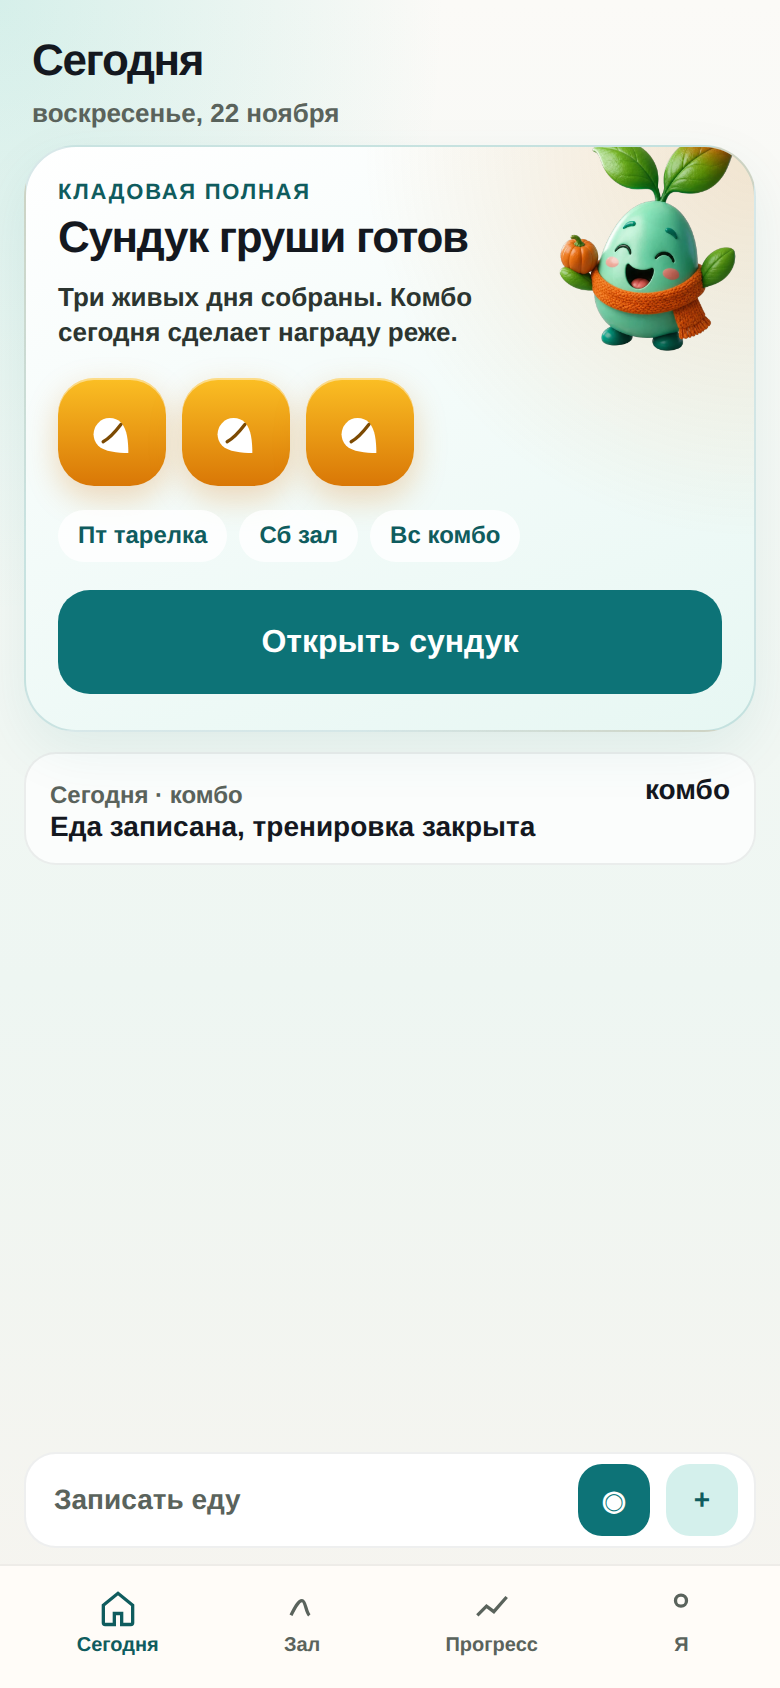 Сегодня
воскресенье, 22 ноября
КЛАДОВАЯ ПОЛНАЯ
Сундук груши готов
Три живых дня собраны. Комбо
сегодня сделает награду реже.
Пт тарелка
Сб зал
Вс комбо
Открыть сундук
Сегодня · комбо
комбо
Еда записана, тренировка закрыта
Записать еду
+
Сегодня
Зал
Прогресс
Я